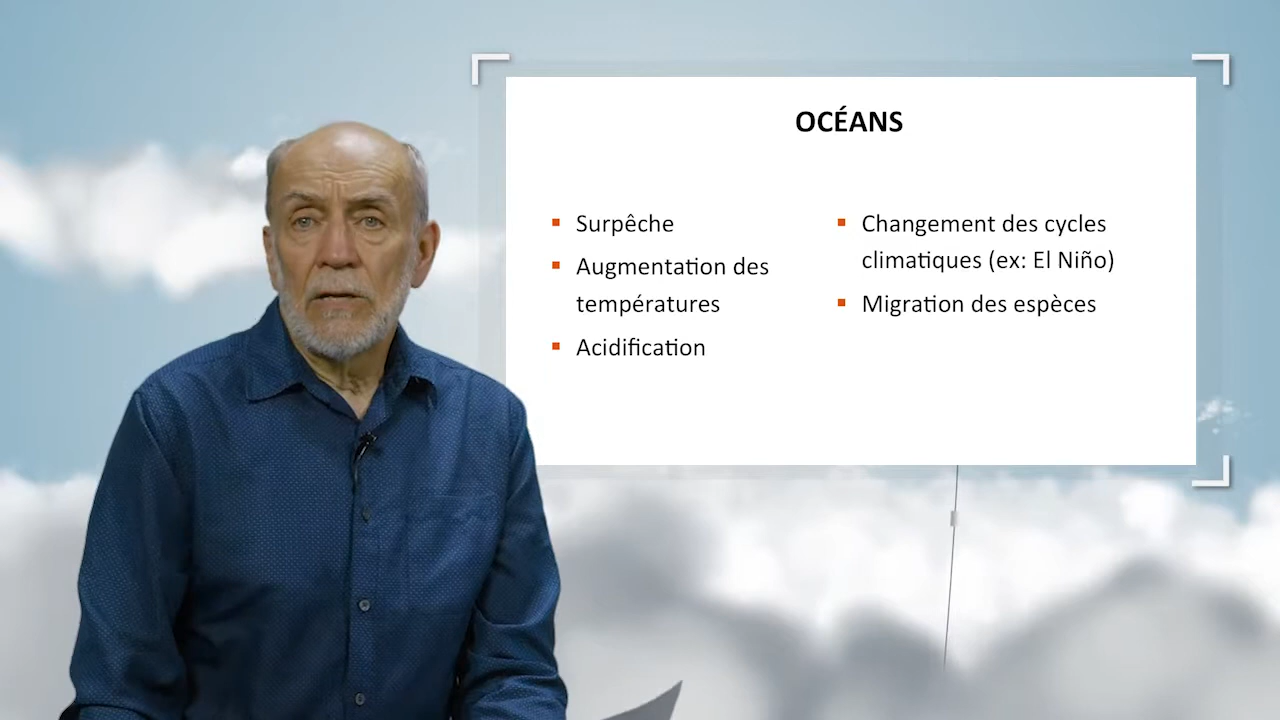 OCÉANS
Surpêche
Augmentation des
températures
Acidification
Changement des cycles
climatiques (ex: El Niño)
Migration des espèces